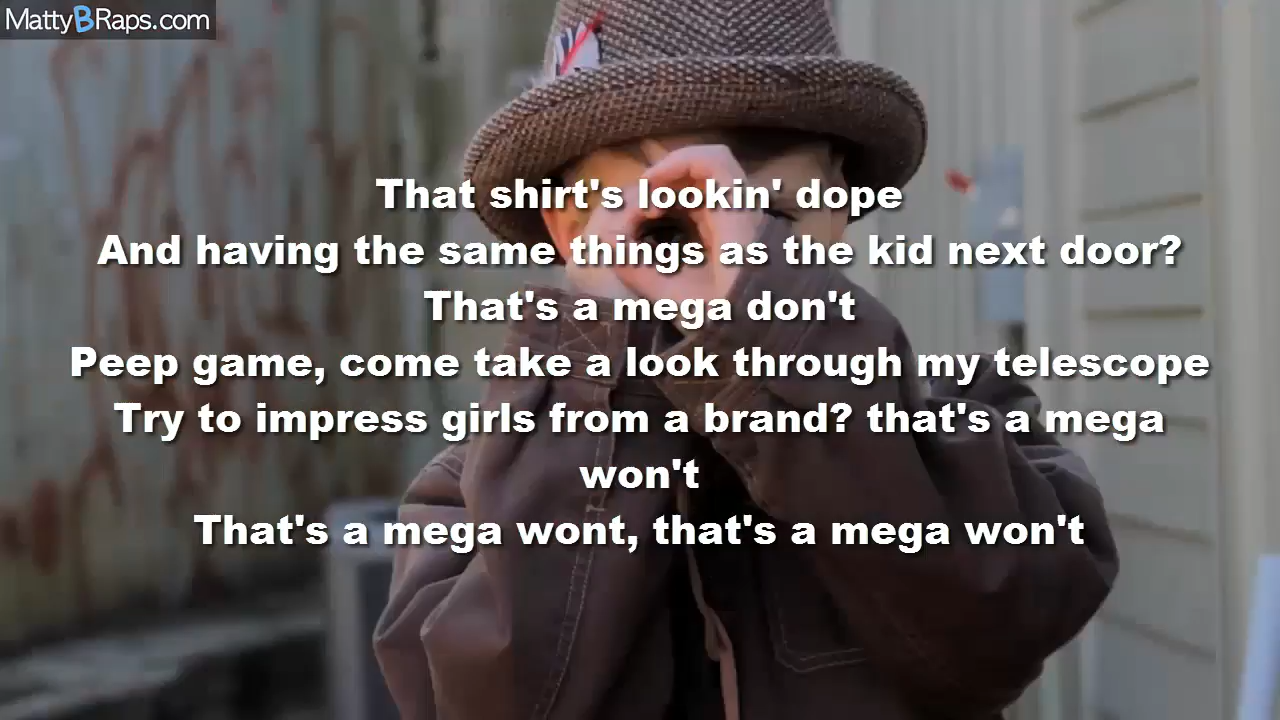 MattyBRaps.com
That shirt's lookin' dope
And having the same things as the kid next door?
That's a mega don't
Peep game, come take a look through my telescope
Try to impress girls from a brand? that's a mega
won't
That's a mega wont, that's a mega won't